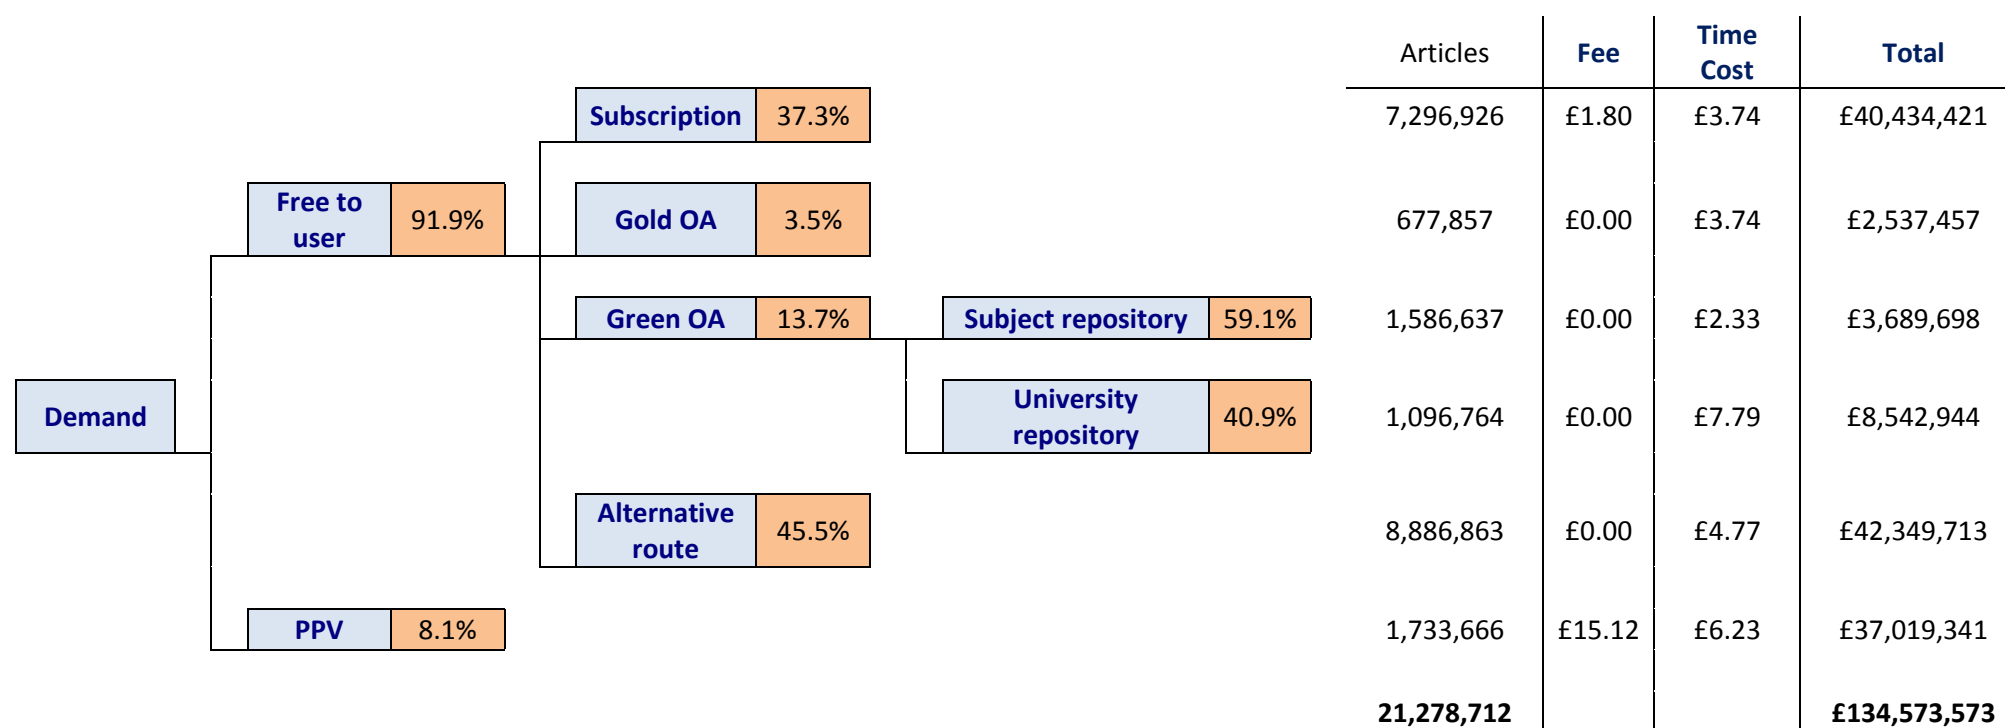 Articles Fee Time Cost Total
Subscription 37.3% 7,296,926 £1.80 £3.74 £40,434,421
Free to user 91.9% Gold OA 3.5% 677,857 £0.00 £3.74 £2,537,457
Green OA 13.7% Subject repository 59.1% 1,586,637 £0.00 £2.33 £3,689,698
Demand University repository 40.9% 1,096,764 £0.00 £7.79 £8,542,944
Alternative route 45.5% 8,886,863 £0.00 £4.77 £42,349,713
PPV 8.1% 1,733,666 £15.12 £6.23 £37,019,341
21,278,712 £134,573,573